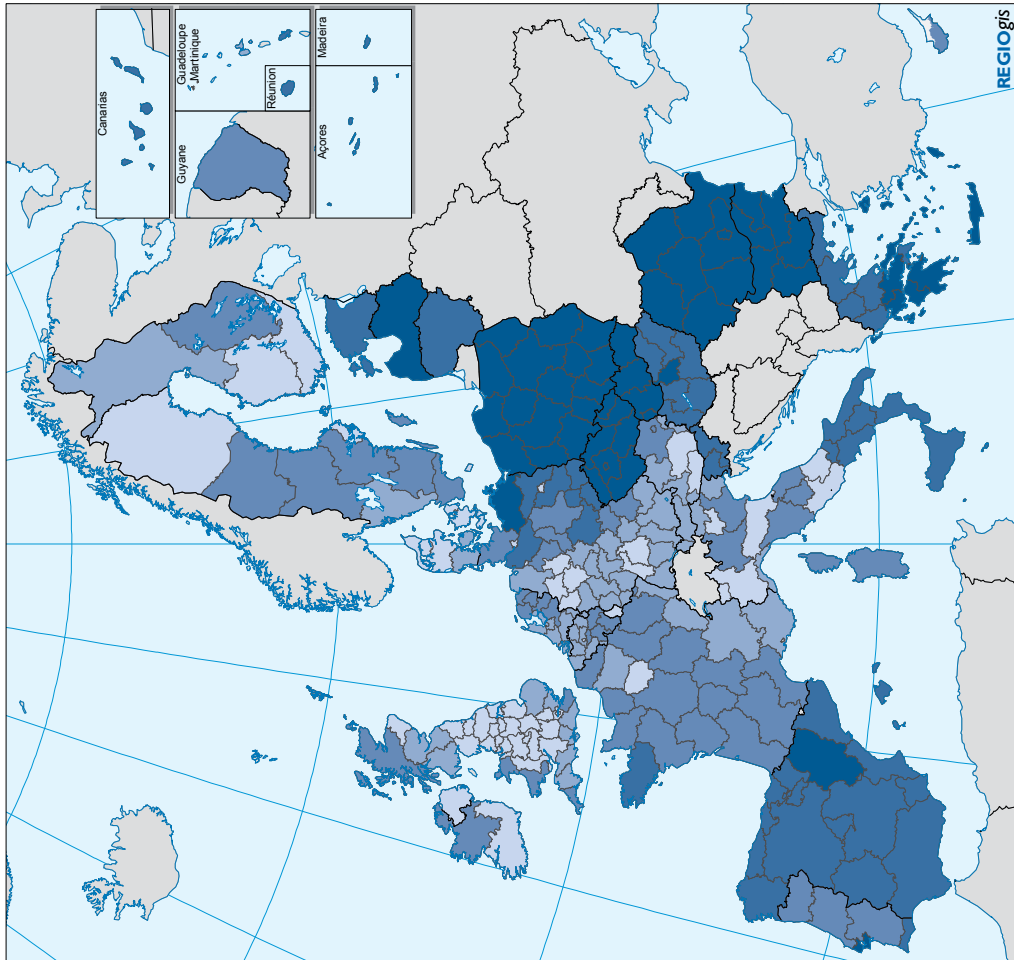 Canarias
Guyane
Guadeloupe
Martinique
Réunion
Açores
Madeira
REGIOgis